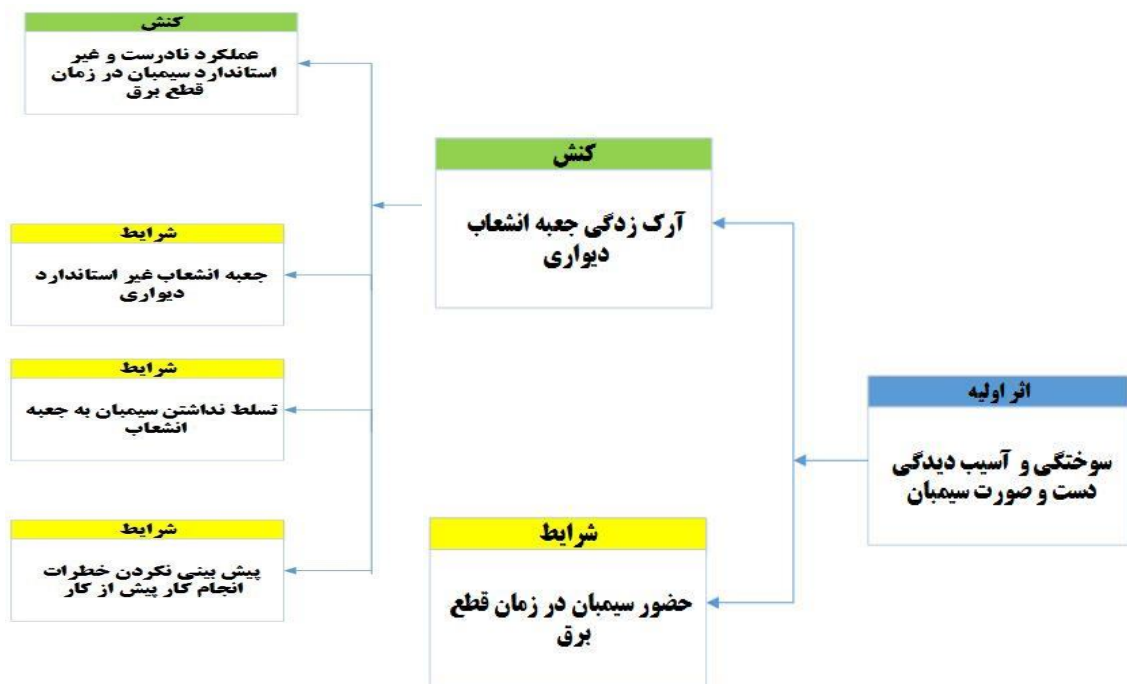 اثر اولیه
سوختگی و آسیب دیدگی
دست و صورت سیمبان
کنش
آرک زدگی جعبه انشعاب
دیواری
شرایط
حضور سیمبان در زمان قطع
برق
کنش
عملکرد نادرست و غیر
استاندارد سیمبان در زمان
قطع برق
شرایط
جعبه انشعاب غیر استاندارد
دیواری
شرایط
تسلط نداشتن سیمبان به جعبه
انشعاب
شرایط
پیش بینی نکردن خطرات
انجام کار پیش از کار